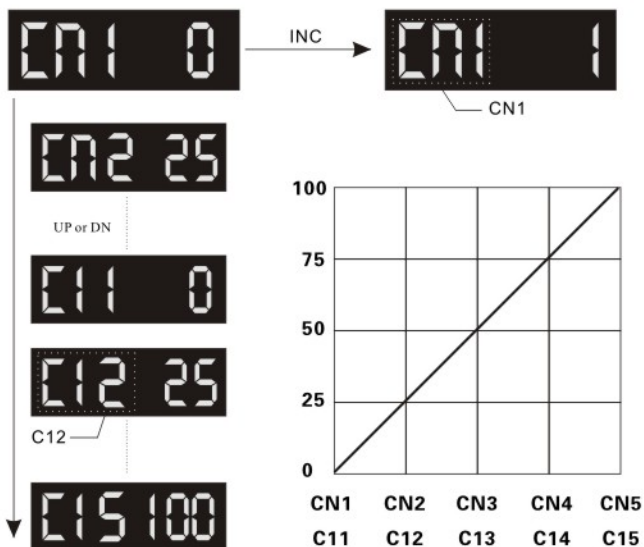 CN1 0
INC
CN1 1
CN1
CN2 25
UP or DN
C11 0
C12 25
C12
C15 100
100
75
50
25
0
CN1 CN2 CN3 CN4 CN5
C11 C12 C13 C14 C15